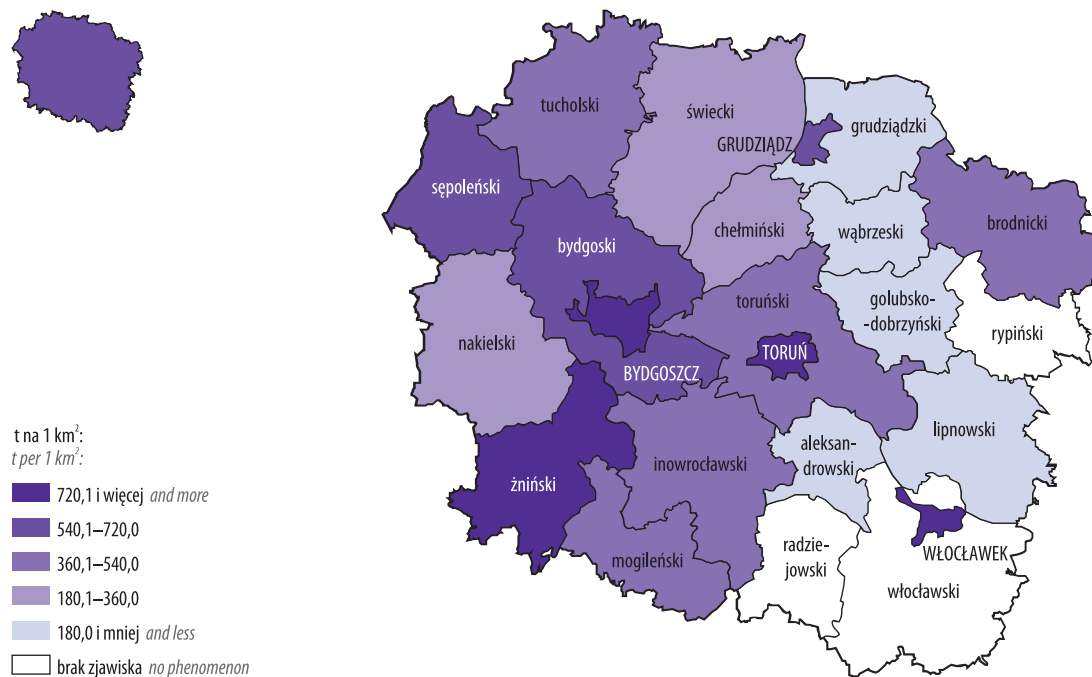 tucholski
świecki
grudziądzki
GRUDZIĄDZ
sępoleński
brodnicki
chełmiński
wąbrzeski
bydgoski
toruński
golubsko-
-dobrzyński
rypiński
nakielski
TORUŃ
BYDGOSZCZ
lipnowski
aleksan-
drowski
inowrocławski
żniński
radzie-
jowski
mogileński
WŁOCŁAWEK
włocławski
t na 1 km²:
t per 1 km²:
720,1 i więcej and more
540,1–720,0
360,1–540,0
180,1–360,0
180,0 i mniej and less
brak zjawiska no phenomenon